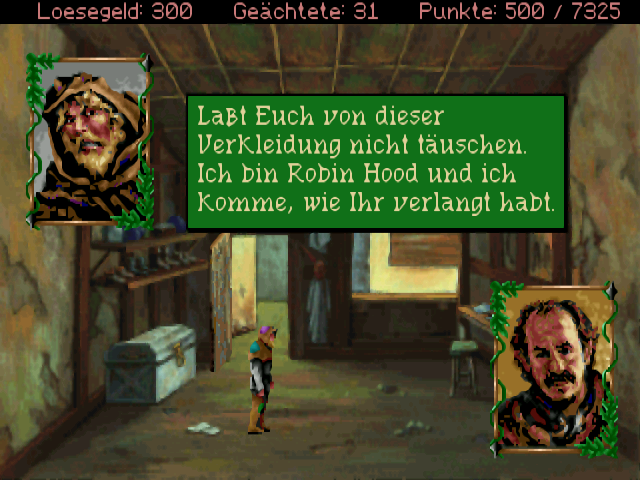 Loesegeld: 300 Geächtete: 31 Punkte: 500 / 7325
Laßt Euch von dieser
Verkleidung nicht täuschen.
Ich bin Robin Hood und ich
komme, wie Ihr verlangt habt.